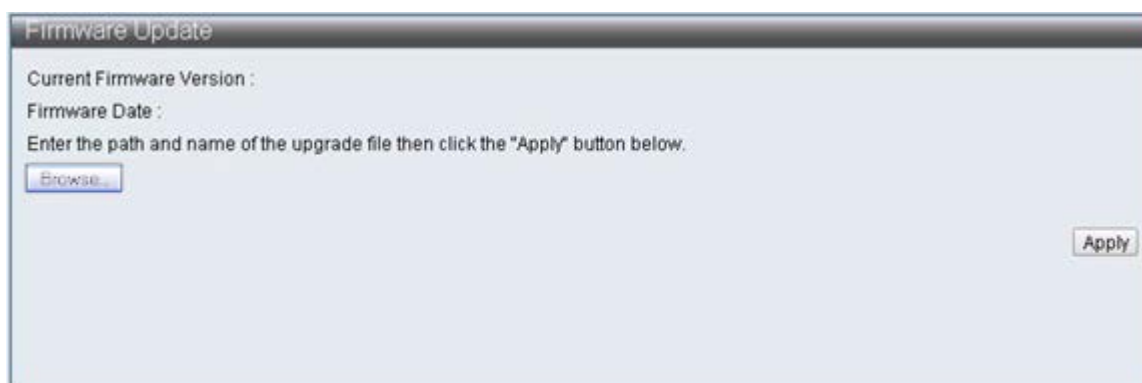 Firmware Update
Current Firmware Version :
Firmware Date :
Enter the path and name of the upgrade file then click the "Apply" button below.
Browse..
Apply